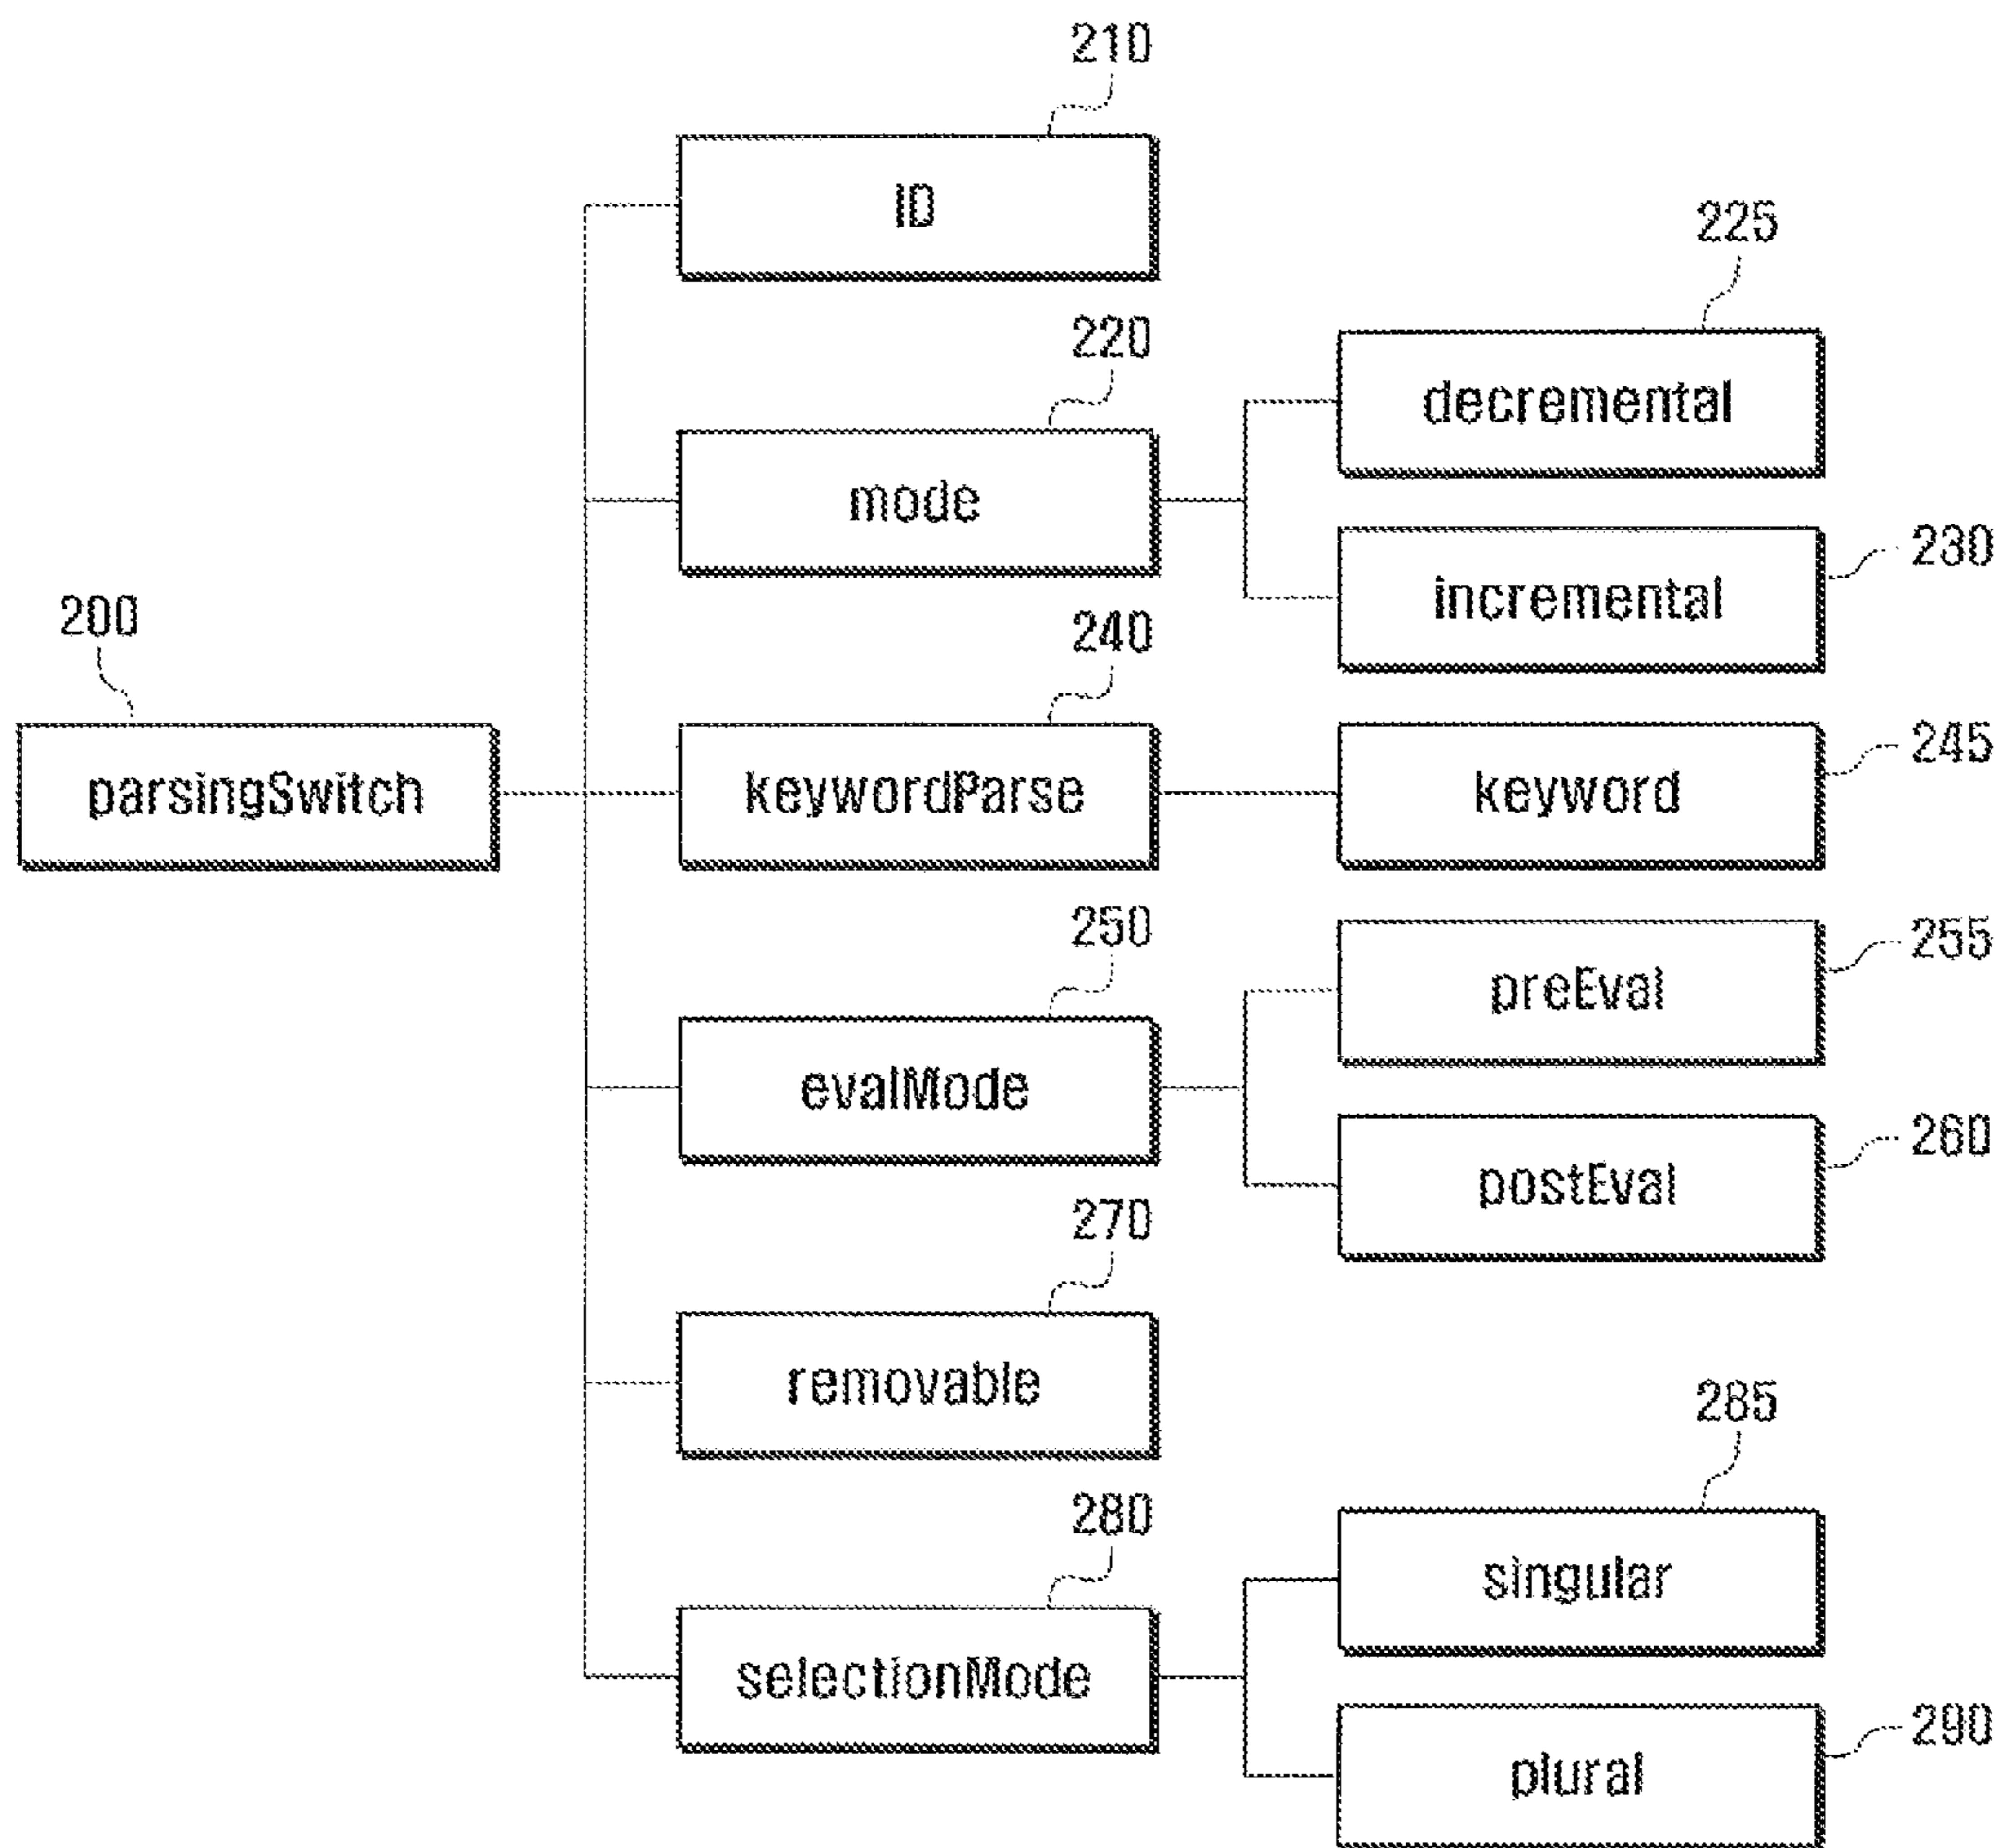 210
ID
225
220
decremental
mode
230
incremental
200
240
245
parsingSwitch
keywordParse
keyword
250
255
preEval
evalMode
260
postEval
270
removable
285
280
singular
selectionMode
290
plural